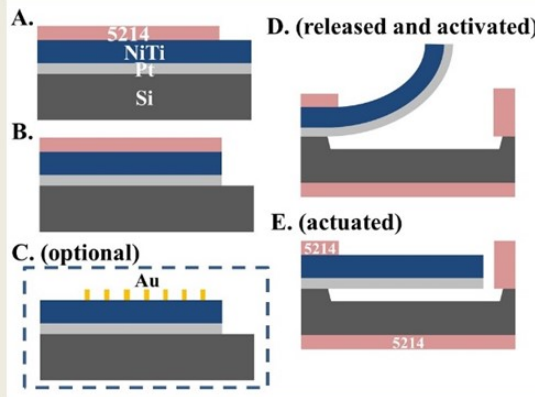 A.
5214
NiTi
Pt
Si
B.
C. (optional)
Au
D. (released and activated)
E. (actuated)
5214
5214